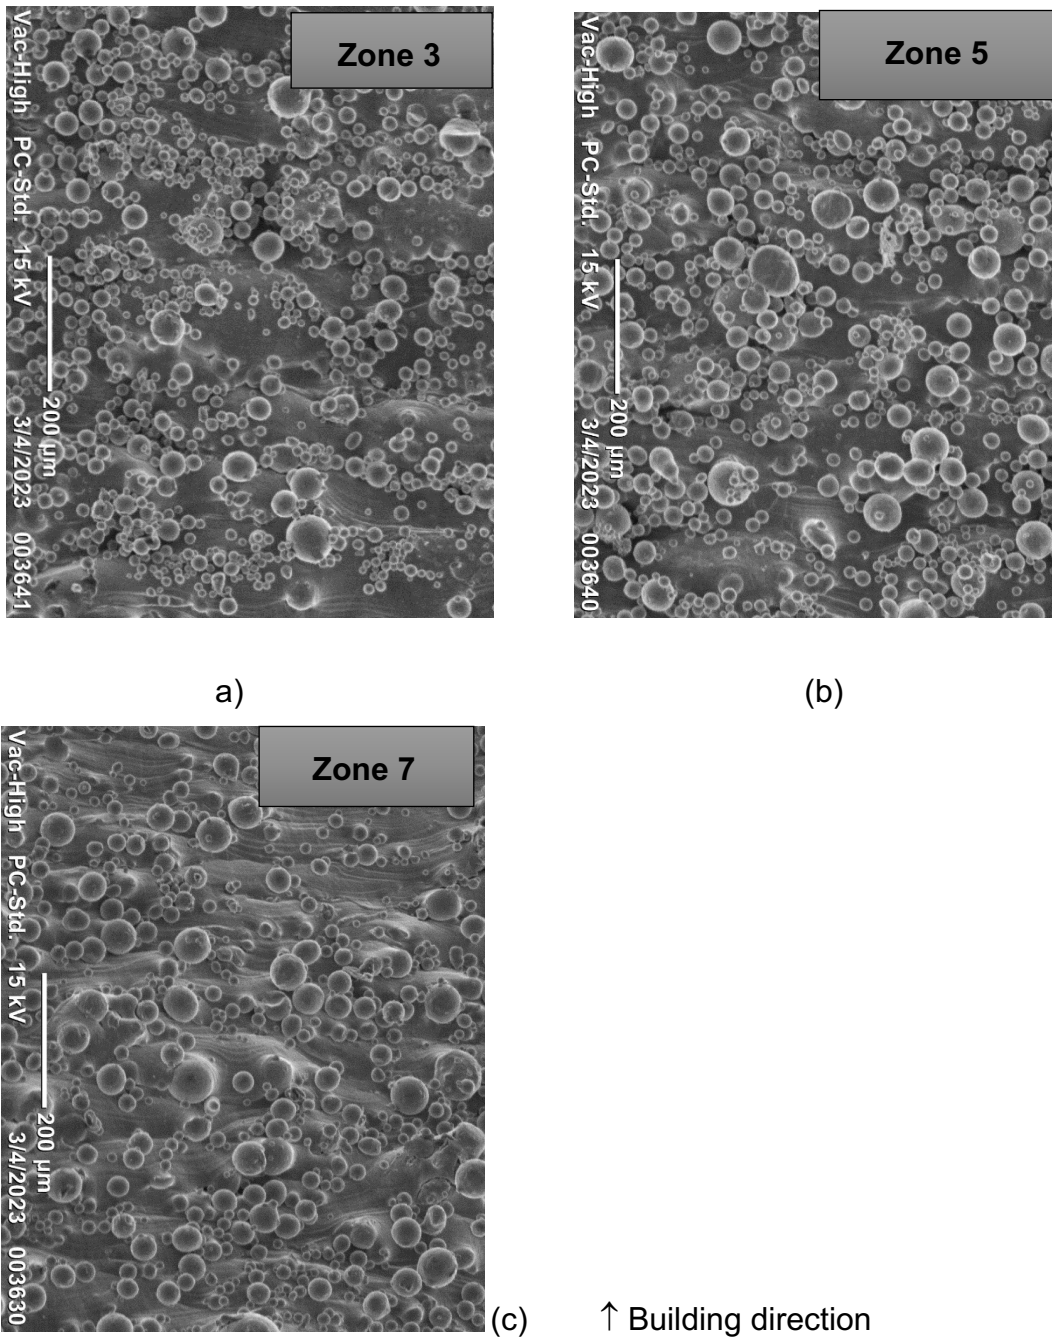 Zone 3
Vac-High PC-Std. 15 kV 200 µm 3/4/2023 003641
Zone 5
Vac-High PC-Std. 15 kV 200 µm 3/4/2023 003640
a)
(b)
Zone 7
Vac-High PC-Std. 15 kV 200 µm 3/4/2023 003630
(c)
↑ Building direction